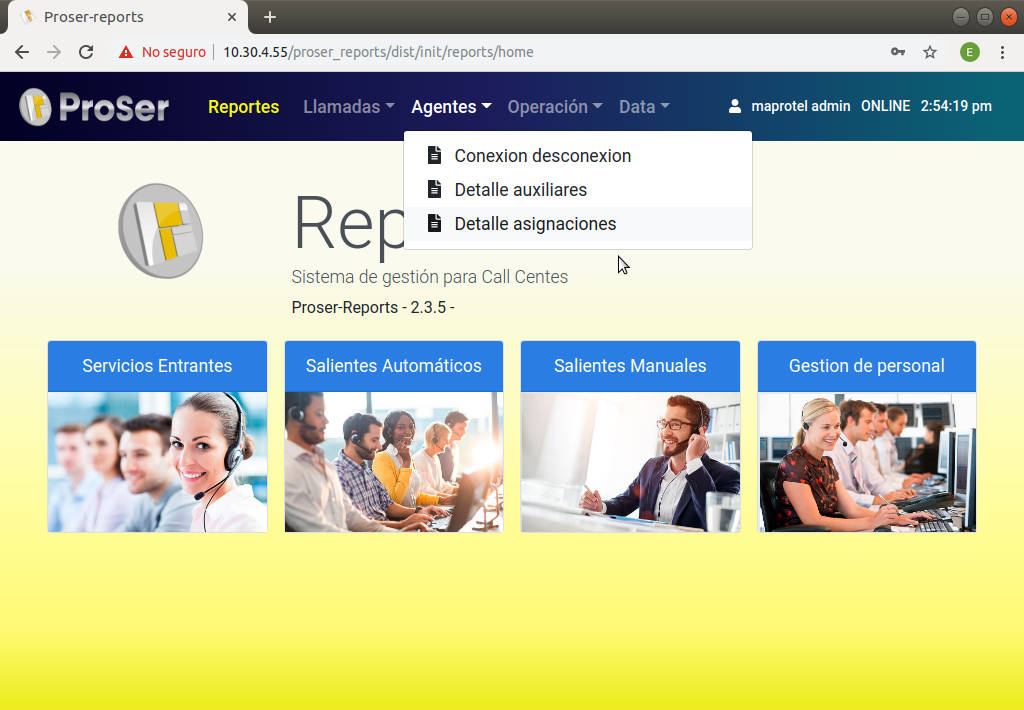 Proser-reports
No seguro 10.30.4.55/proser_reports/dist/init/reports/home
E
ProSer Reportes Llamadas Agentes Operación Data maprotel admin ONLINE 2:54:19 pm
Conexion desconexion
Detalle auxiliares
Detalle asignaciones
Rep
Sistema de gestión para Call Centes
Proser-Reports - 2.3.5 -
Servicios Entrantes
Salientes Automáticos
Salientes Manuales
Gestion de personal